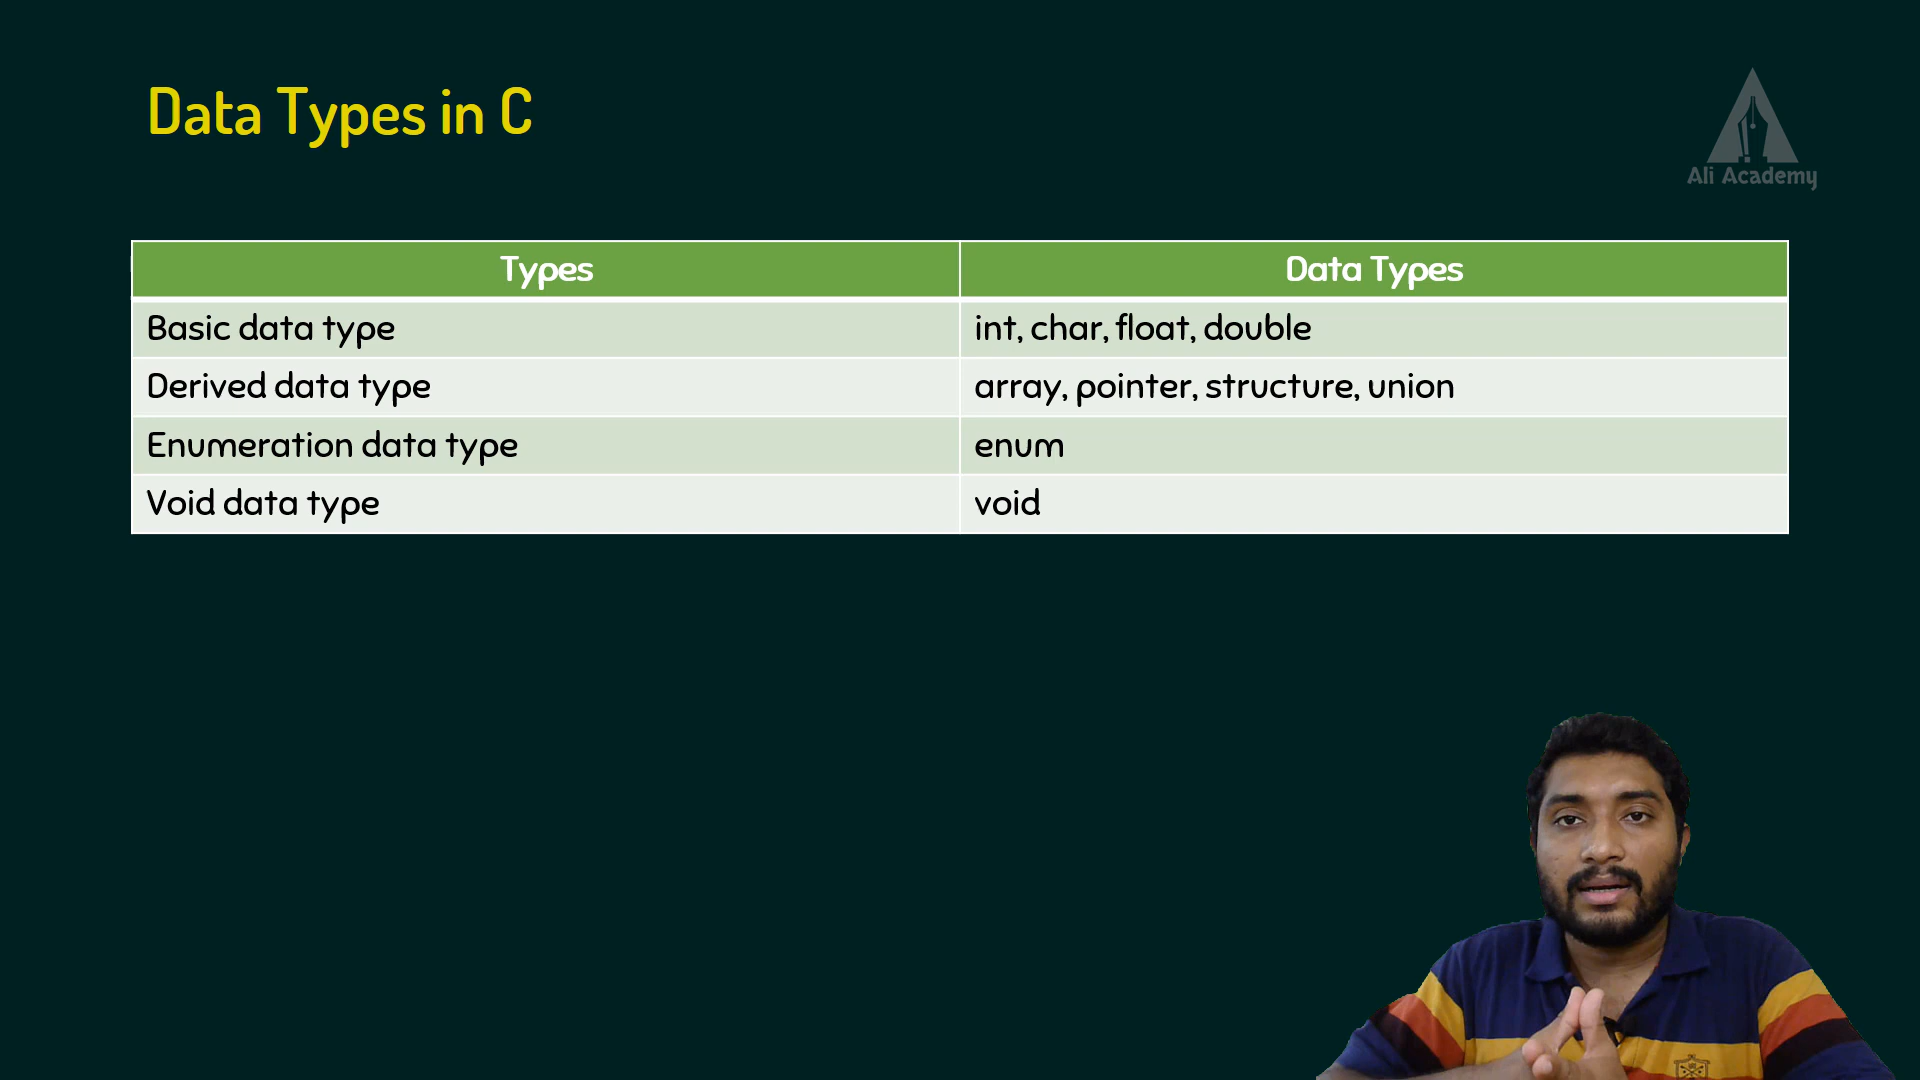 Data Types in C
Ali Academy
Types Data Types
Basic data type int, char, float, double
Derived data type array, pointer, structure, union
Enumeration data type enum
Void data type void